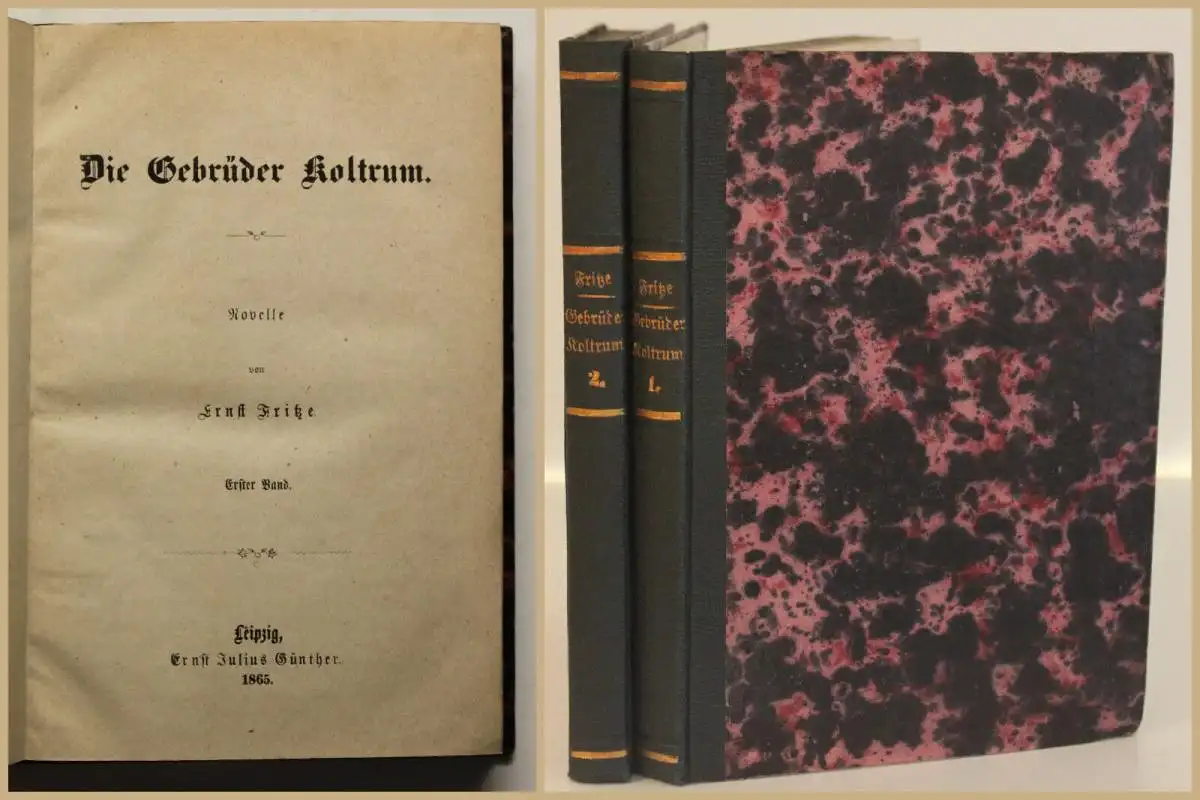 Die Gebrüder Koltrum.
Novelle
von
Ernst Fritze.
Erster Band.
Leipzig,
Ernst Julius Günther.
1865.
Fritze
Gebrüder
Koltrum
2.
Fritze
Gebrüder
Koltrum
1.